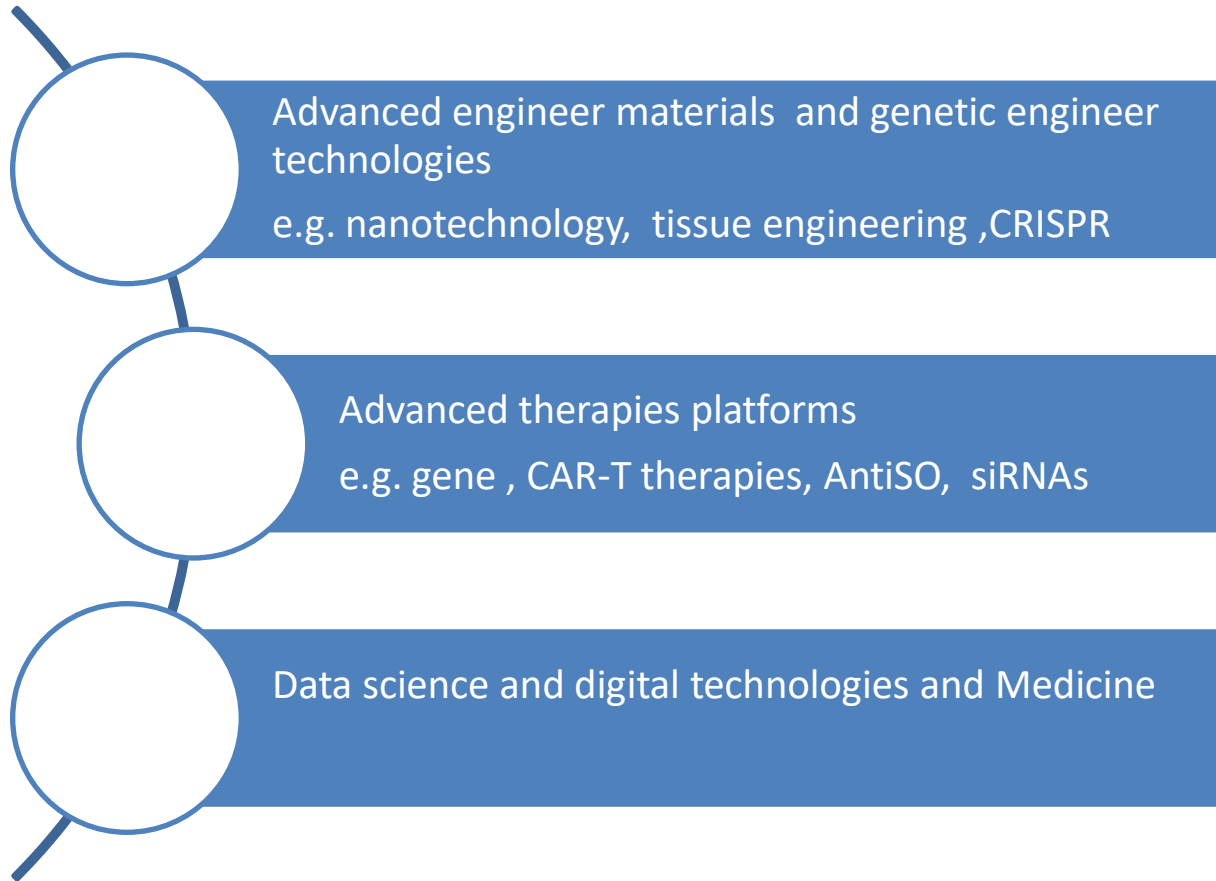 Advanced engineer materials  and genetic engineer
technologies
e.g. nanotechnology,  tissue engineering ,CRISPR
Advanced therapies platforms
e.g. gene , CAR-T therapies, AntiSO,  siRNAs
Data science and digital technologies and Medicine